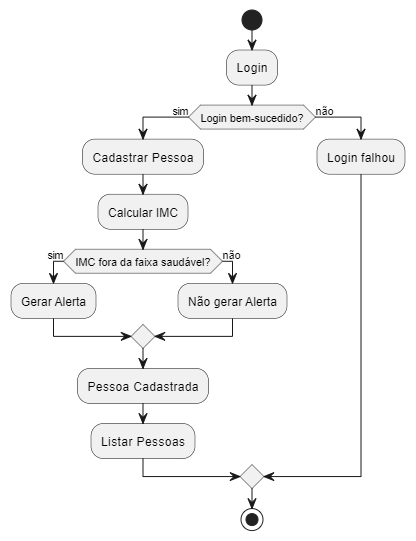 Login
sim
Login bem-sucedido?
não
Cadastrar Pessoa
Login falhou
Calcular IMC
sim
IMC fora da faixa saudável?
não
Gerar Alerta
Não gerar Alerta
Pessoa Cadastrada
Listar Pessoas